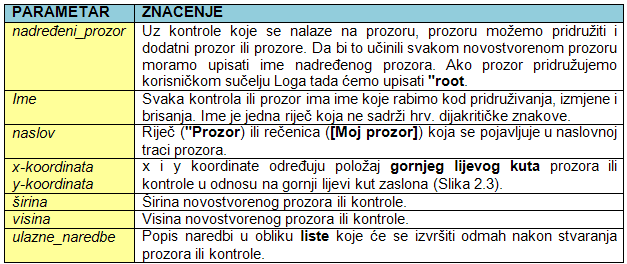 PARAMETAR ZNACENJE
nadređeni_prozor Uz kontrole koje se nalaze na prozoru, prozoru možemo pridružiti i
dodatni prozor ili prozore. Da bi to učinili svakom novostvorenom prozoru
moramo upisati ime nadređenog prozora. Ako prozor pridružujemo
korisničkom sučelju Loga tada ćemo upisati "root.
Ime Svaka kontrola ili prozor ima ime koje rabimo kod pridruživanja, izmjene i
brisanja. Ime je jedna riječ koja ne sadrži hrv. dijakritičke znakove.
naslov Riječ ("Prozor) ili rečenica ([Moj prozor]) koja se pojavljuje u naslovnoj
traci prozora.
x-koordinata x i y koordinate određuju položaj gornjeg lijevog kuta prozora ili
y-koordinata kontrole u odnosu na gornji lijevi kut zaslona (Slika 2.3).
širina Širina novostvorenog prozora ili kontrole.
visina Visina novostvorenog prozora ili kontrole.
ulazne_naredbe Popis naredbi u obliku liste koje će se izvršiti odmah nakon stvaranja
prozora ili kontrole.